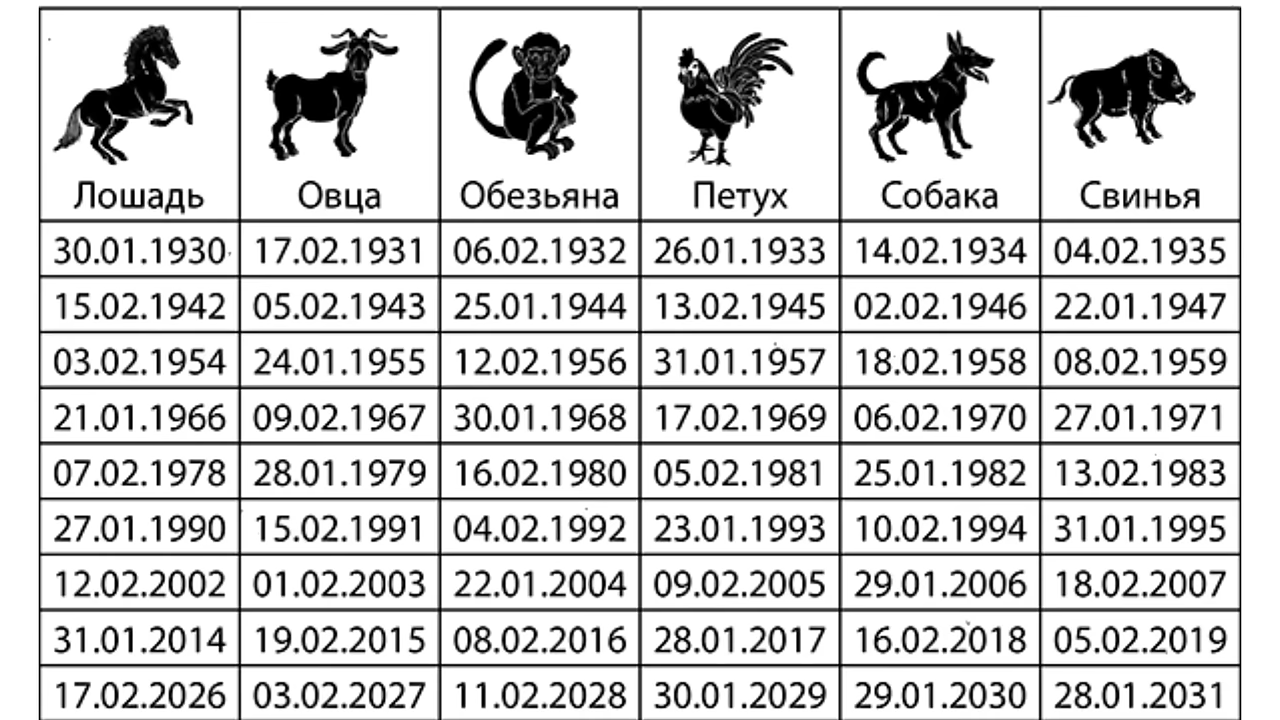 Лошадь Овца Обезьяна Петух Собака Свинья
30.01.1930 17.02.1931 06.02.1932 26.01.1933 14.02.1934 04.02.1935
15.02.1942 05.02.1943 25.01.1944 13.02.1945 02.02.1946 22.01.1947
03.02.1954 24.01.1955 12.02.1956 31.01.1957 18.02.1958 08.02.1959
21.01.1966 09.02.1967 30.01.1968 17.02.1969 06.02.1970 27.01.1971
07.02.1978 28.01.1979 16.02.1980 05.02.1981 25.01.1982 13.02.1983
27.01.1990 15.02.1991 04.02.1992 23.01.1993 10.02.1994 31.01.1995
12.02.2002 01.02.2003 22.01.2004 09.02.2005 29.01.2006 18.02.2007
31.01.2014 19.02.2015 08.02.2016 28.01.2017 16.02.2018 05.02.2019
17.02.2026 03.02.2027 11.02.2028 30.01.2029 29.01.2030 28.01.2031